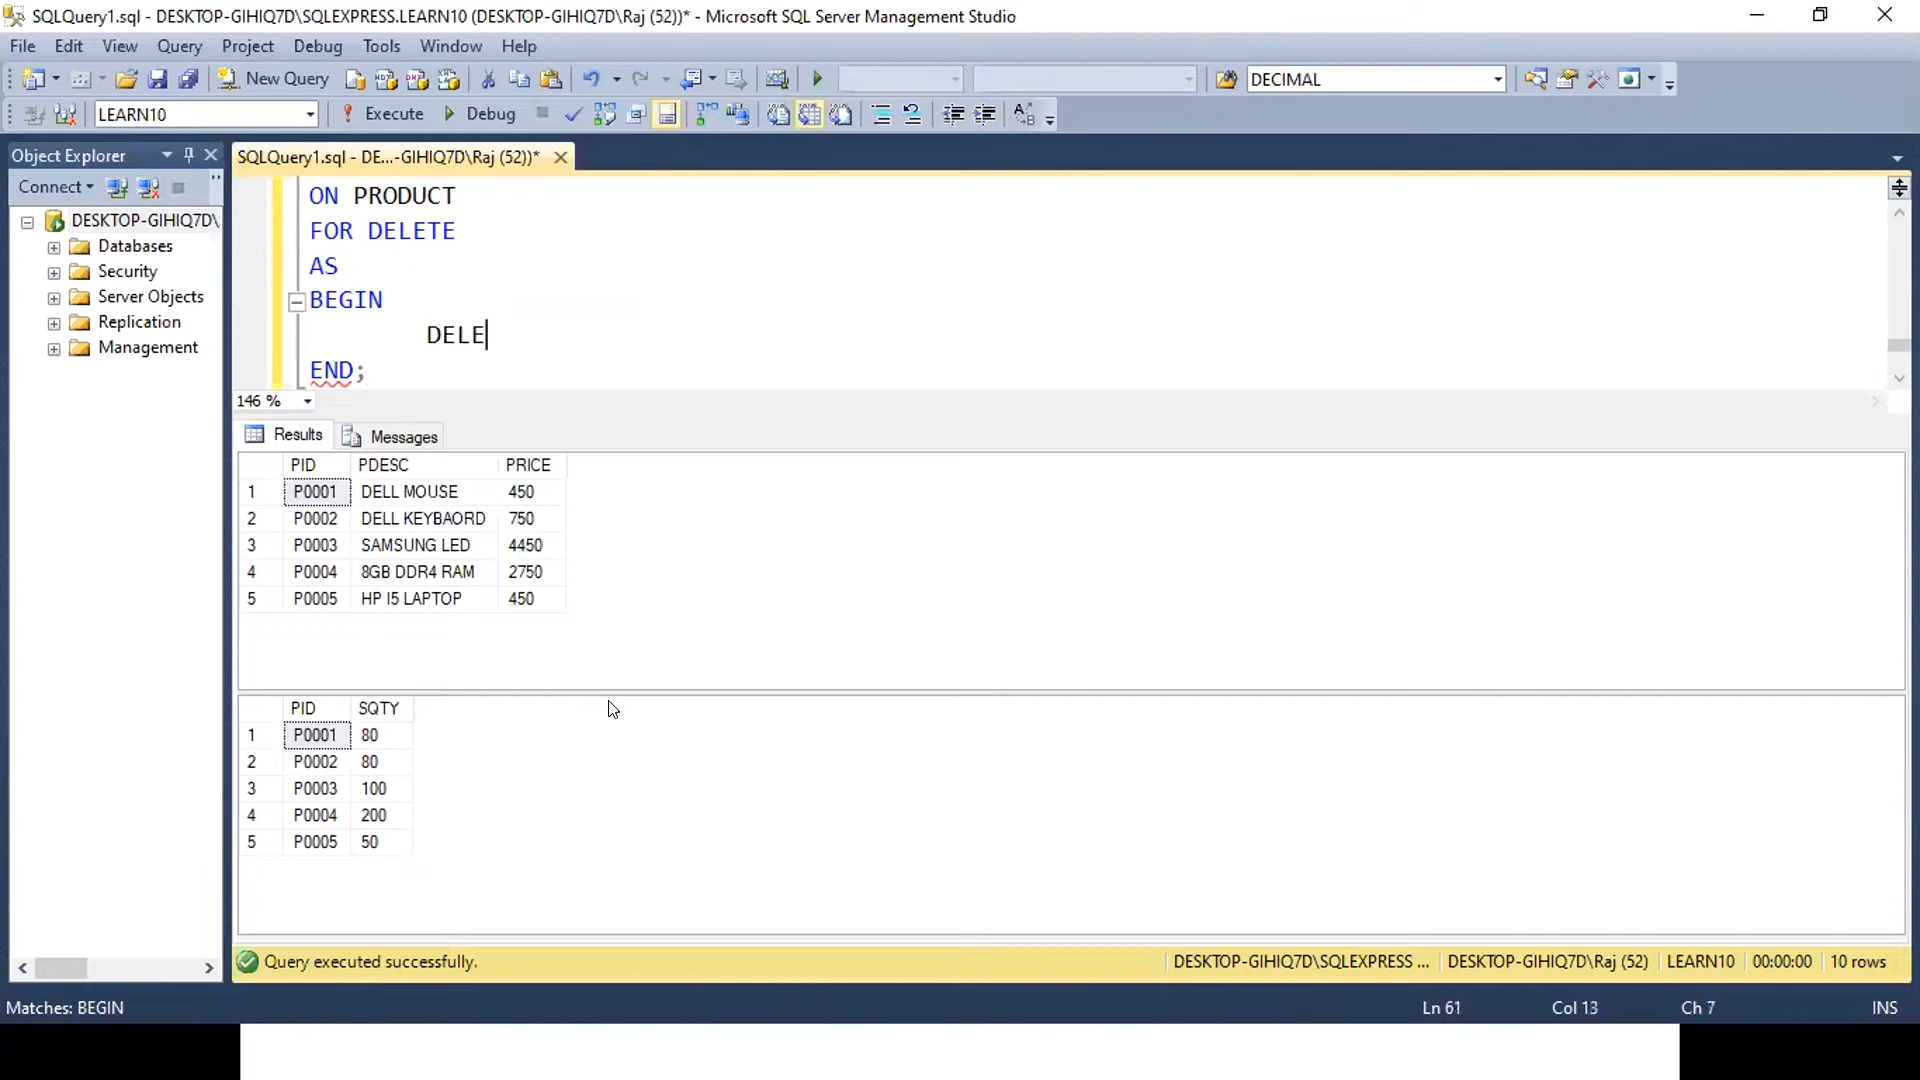 SQLQuery1.sql - DESKTOP-GIHIQ7D\SQLEXPRESS.LEARN10 (DESKTOP-GIHIQ7D\Raj (52))* - Microsoft SQL Server Management Studio
File Edit View Query Project Debug Tools Window Help
New Query DECIMAL
LEARN10 Execute Debug
Object Explorer
SQLQuery1.sql - DE...-GIHIQ7D\Raj (52))*
Connect
DESKTOP-GIHIQ7D\
Databases
Security
Server Objects
Replication
Management
ON PRODUCT
FOR DELETE
AS
BEGIN
DELE
END;
146 %
Results Messages
PID PDESC PRICE
1 P0001 DELL MOUSE 450
2 P0002 DELL KEYBAORD 750
3 P0003 SAMSUNG LED 4450
4 P0004 8GB DDR4 RAM 2750
5 P0005 HP I5 LAPTOP 450
PID SQTY
1 P0001 80
2 P0002 80
3 P0003 100
4 P0004 200
5 P0005 50
Query executed successfully. DESKTOP-GIHIQ7D\SQLEXPRESS ... DESKTOP-GIHIQ7D\Raj (52) LEARN10 00:00:00 10 rows
Matches: BEGIN Ln 61 Col 13 Ch 7 INS